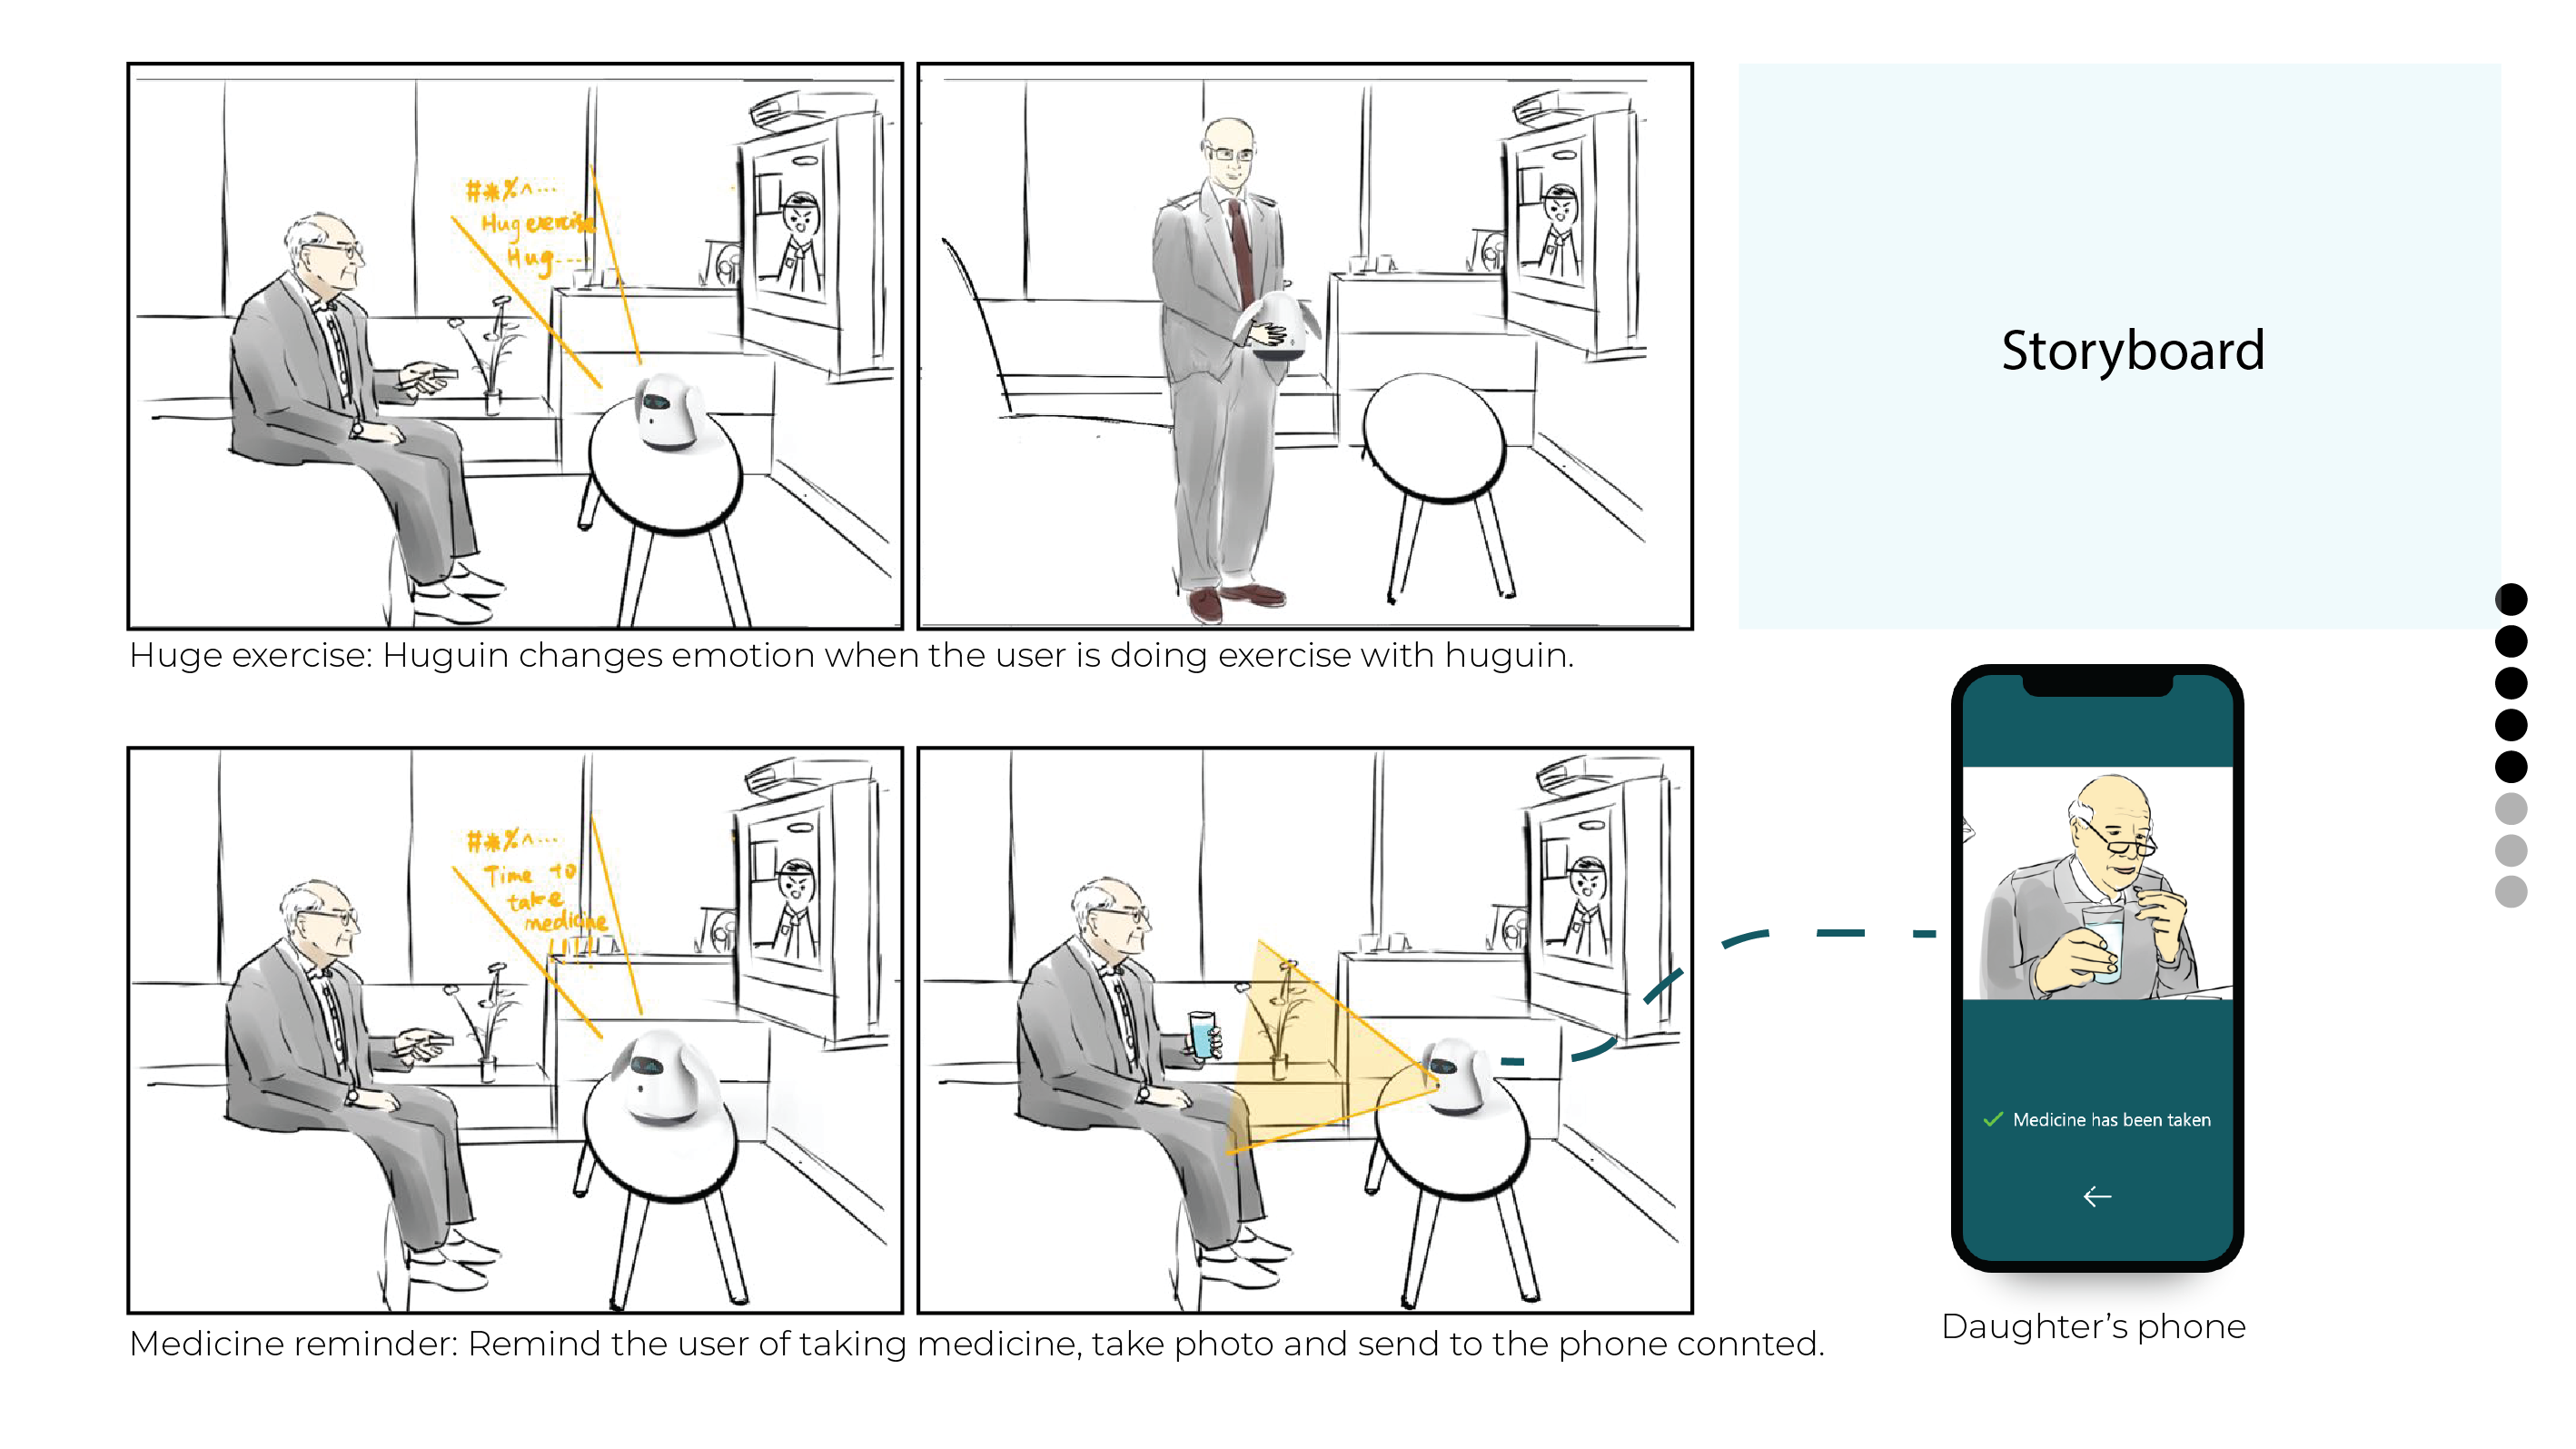 #*%^...
Hug exercise
Hug....
Storyboard
Huge exercise: Huguin changes emotion when the user is doing exercise with huguin.
#*%^...
Time to
take
medicine
!!!!
Medicine has been taken
Medicine reminder: Remind the user of taking medicine, take photo and send to the phone connted.
Daughter's phone